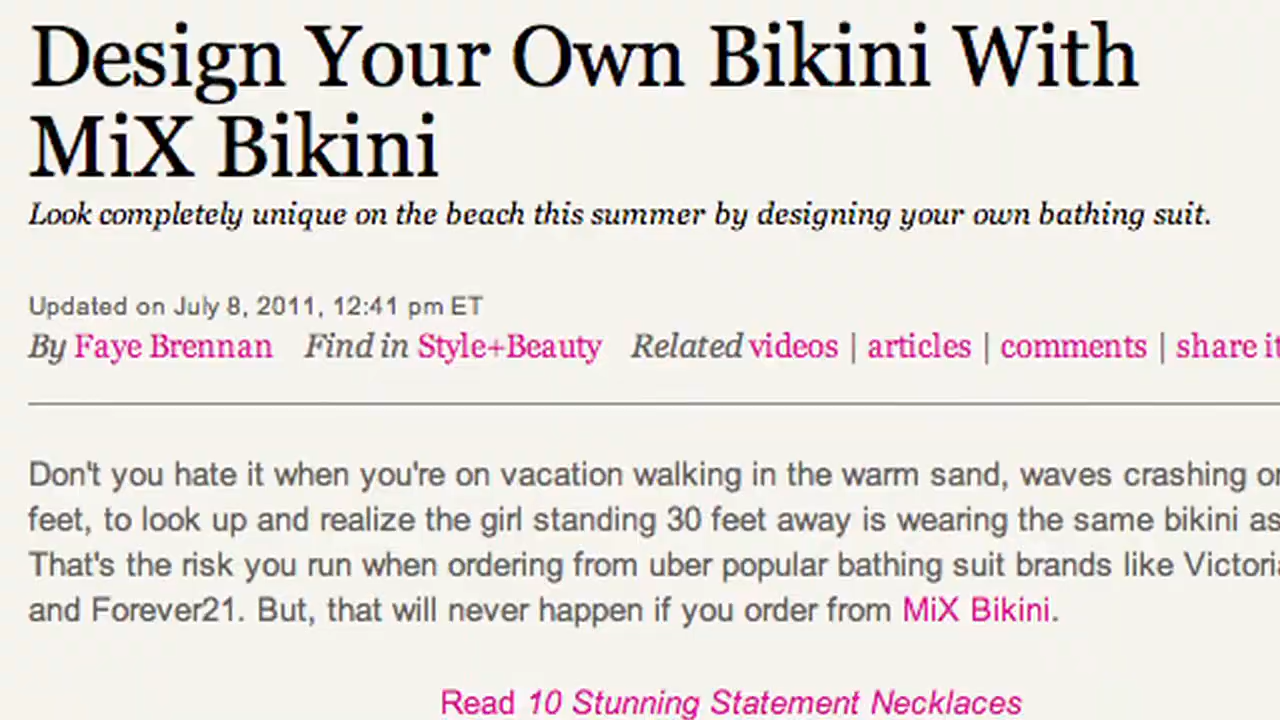 Design Your Own Bikini With
MiX Bikini
Look completely unique on the beach this summer by designing your own bathing suit.
Updated on July 8, 2011, 12:41 pm ET
By Faye Brennan Find in Style+Beauty Related videos | articles | comments | share it
Don't you hate it when you're on vacation walking in the warm sand, waves crashing
feet, to look up and realize the girl standing 30 feet away is wearing the same bikini as
That's the risk you run when ordering from uber popular bathing suit brands like
and Forever21. But, that will never happen if you order from MiX Bikini.
Read 10 Stunning Statement Necklaces